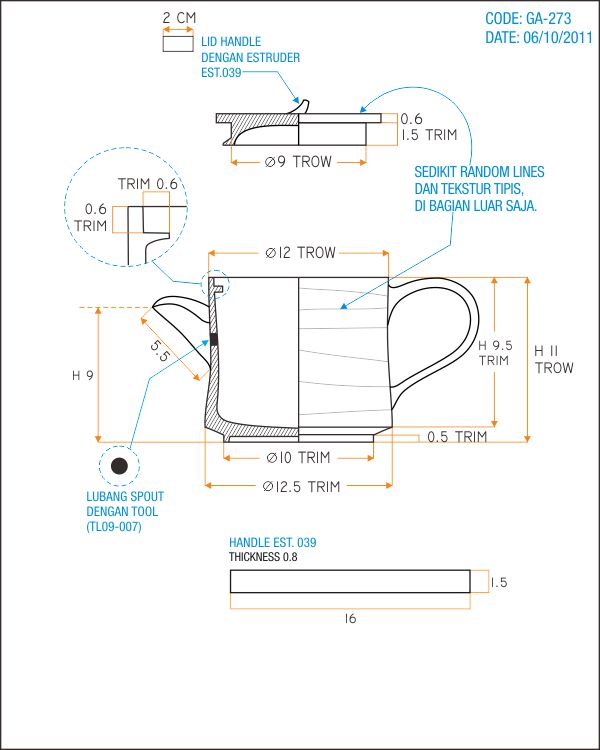 2 CM
CODE: GA-273
DATE: 06/10/2011
LID HANDLE
DENGAN ESTRUDER
EST.039
0.6
1.5 TRIM
Ø9 TROW
SEDIKIT RANDOM LINES
DAN TEKSTUR TIPIS,
DI BAGIAN LUAR SAJA.
TRIM 0.6
0.6
TRIM
Ø12 TROW
5.5
H 9
H 9.5
TRIM
H 11
TROW
0.5 TRIM
Ø10 TRIM
Ø12.5 TRIM
LUBANG SPOUT
DENGAN TOOL
(TL09-007)
HANDLE EST. 039
THICKNESS 0.8
1.5
16